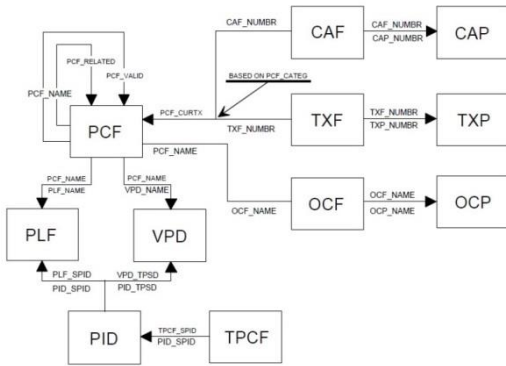 CAF_NUMBR
CAF
CAF_NUMBR
CAP_NUMBR
CAP
PCF_RELATED
PCF_VALID
PCF_NAME
BASED ON PCF_CATEG
PCF
PCF_CURTX
TXF_NUMBR
TXF
TXF_NUMBR
TXP_NUMBR
TXP
PCF_NAME
PCF_NAME
PLF_NAME
PCF_NAME
VPD_NAME
OCF_NAME
OCF
OCF_NAME
OCP_NAME
OCP
PLF
VPD
PLF_SPID
PID_SPID
VPD_TPSD
PID_TPSD
PID
TPCF_SPID
PID_SPID
TPCF